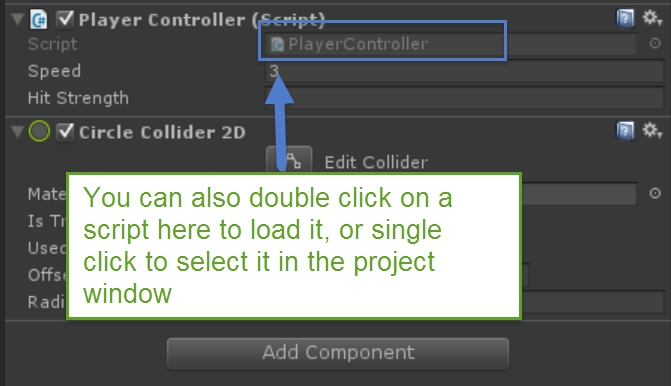 Player Controller (Script)
Script PlayerController
Speed 3
Hit Strength
Circle Collider 2D
Edit Collider
You can also double click on a
script here to load it, or single
click to select it in the project
window
Mate
Is Tr
Used
Offse
Radi
Add Component